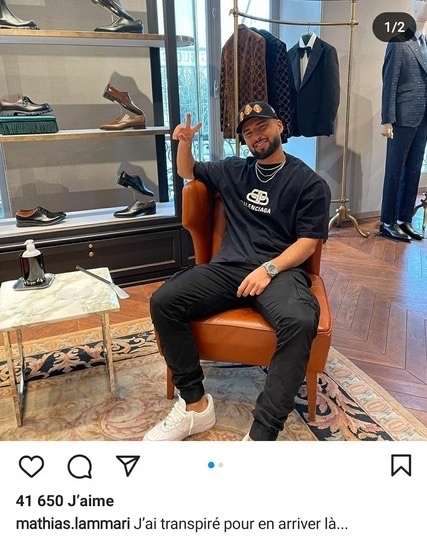 1/2
BALENCIAGA
41 650 J’aime
mathias.lammari J’ai transpiré pour en arriver là...